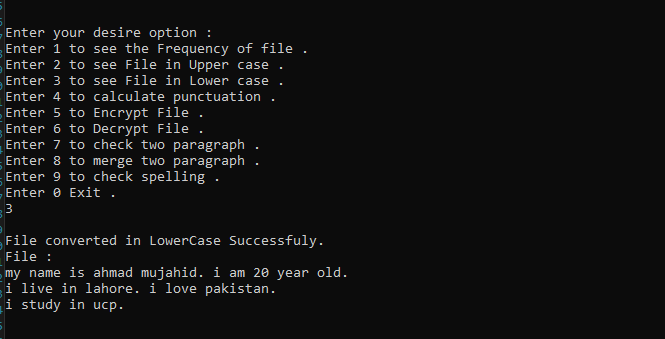 Enter your desire option :
Enter 1 to see the Frequency of file .
Enter 2 to see File in Upper case .
Enter 3 to see File in Lower case .
Enter 4 to calculate punctuation .
Enter 5 to Encrypt File .
Enter 6 to Decrypt File .
Enter 7 to check two paragraph .
Enter 8 to merge two paragraph .
Enter 9 to check spelling .
Enter 0 Exit .
3
File converted in LowerCase Successfuly.
File :
my name is ahmad mujahid. i am 20 year old.
i live in lahore. i love pakistan.
i study in ucp.